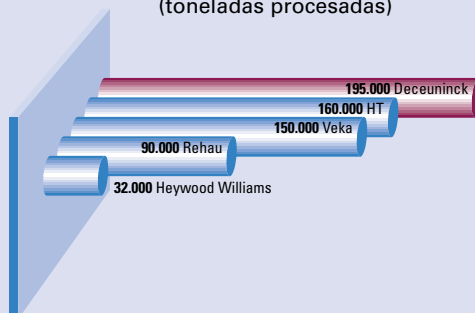 (toneladas procesadas)
195.000 Deceuninck
160.000 HT
150.000 Veka
90.000 Rehau
32.000 Heywood Williams